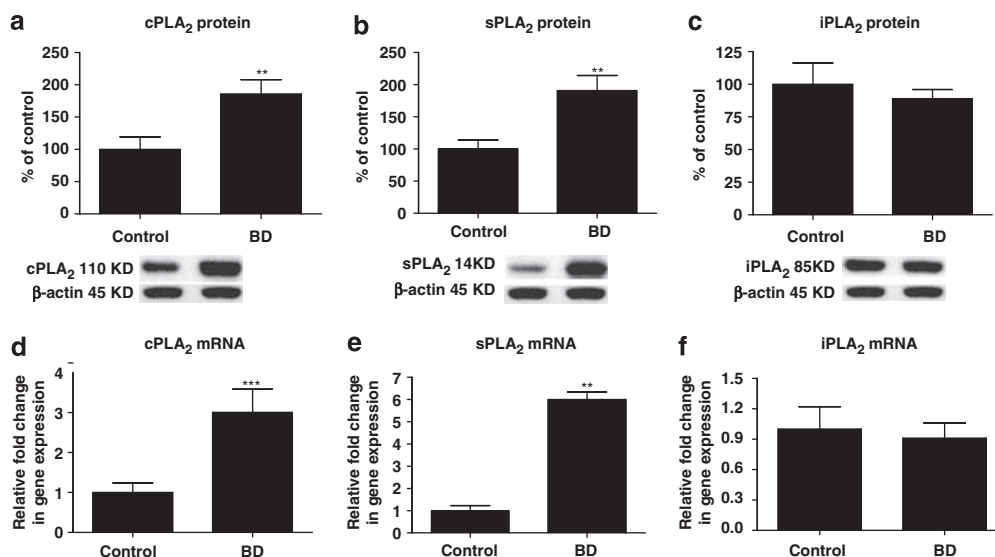 a
cPLA2 protein
% of control
250
200
150
100
50
0
**
Control BD
cPLA2 110 KD
β-actin 45 KD
b
sPLA2 protein
% of control
250
200
150
100
50
0
**
Control BD
sPLA2 14KD
β-actin 45 KD
c
iPLA2 protein
% of control
125
100
75
50
25
0
Control BD
iPLA2 85KD
β-actin 45 KD
d
cPLA2 mRNA
Relative fold change
in gene expression
4
3
2
1
0
***
Control BD
e
sPLA2 mRNA
Relative fold change
in gene expression
7
6
5
4
3
2
1
0
**
Control BD
f
iPLA2 mRNA
Relative fold change
in gene expression
1.5
1.2
0.9
0.6
0.3
0.0
Control BD